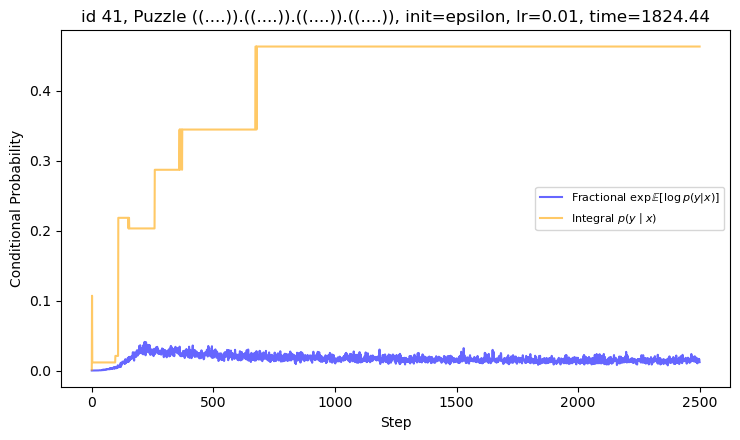 id 41, Puzzle ((....)).((....)).((....)).((....)), init=epsilon, lr=0.01, time=1824.44
Conditional Probability
0.4
0.3
0.2
0.1
0.0
Fractional exp𝔼[log p(y|x)]
Integral p(y | x)
0 500 1000 1500 2000 2500
Step